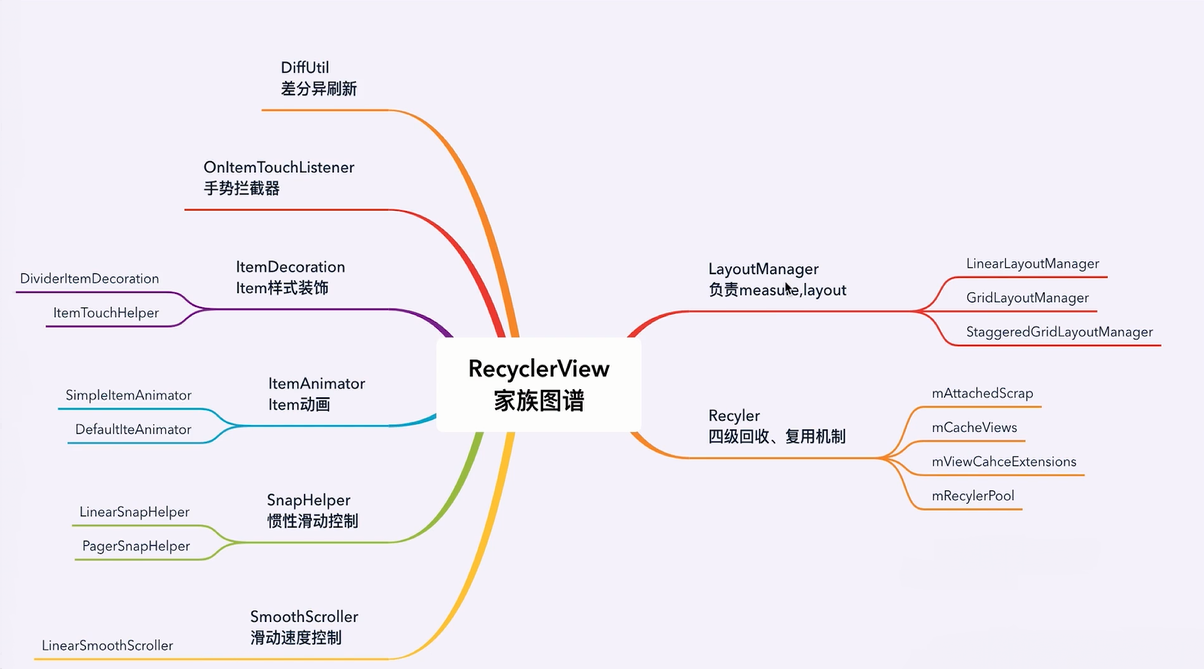 RecyclerView
家族图谱
DiffUtil
差分异刷新
OnItemTouchListener
手势拦截器
ItemDecoration
Item样式装饰
DividerItemDecoration
ItemTouchHelper
ItemAnimator
Item动画
SimpleItemAnimator
DefaultIteAnimator
SnapHelper
惯性滑动控制
LinearSnapHelper
PagerSnapHelper
SmoothScroller
滑动速度控制
LinearSmoothScroller
LayoutManager
负责measure,layout
LinearLayoutManager
GridLayoutManager
StaggeredGridLayoutManager
Recyler
四级回收、复用机制
mAttachedScrap
mCacheViews
mViewCahceExtensions
mRecylerPool